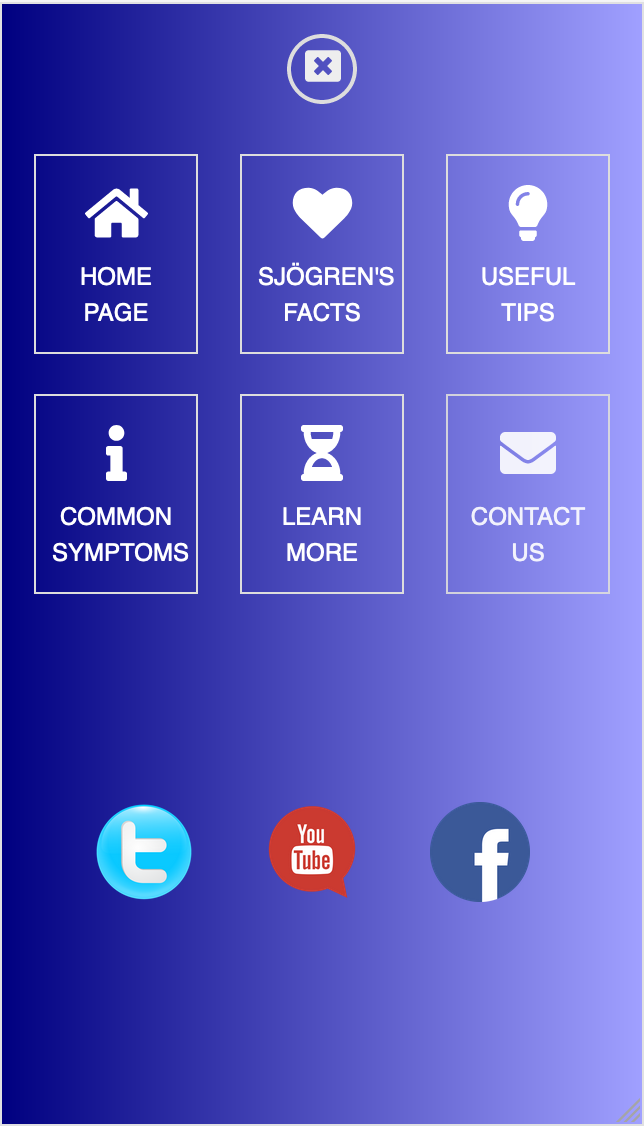 HOME
PAGE
SJÖGREN'S
FACTS
USEFUL
TIPS
COMMON
SYMPTOMS
LEARN
MORE
CONTACT
US
t
You
Tube
f